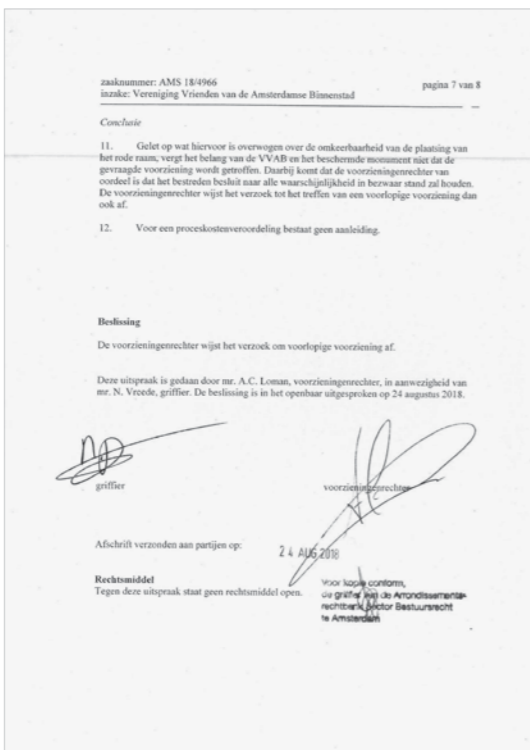 zaaknummer: AMS 18/4966 pagina 7 van 8
inzake: Vereniging Vrienden van de Amsterdamse Binnenstad
Conclusie
11. Gelet op wat hiervoor is overwogen over de omkeerbaarheid van de plaatsing van
het rode raam, vergt het belang van de VVAB en het beschermde monument niet dat de
gevraagde voorziening wordt getroffen. Daarbij komt dat de voorzieningenrechter van
oordeel is dat het bestreden besluit naar alle waarschijnlijkheid in bezwaar stand zal houden.
De voorzieningenrechter wijst het verzoek tot het treffen van een voorlopige voorziening dan
ook af.
12. Voor een proceskostenveroordeling bestaat geen aanleiding.
Beslissing
De voorzieningenrechter wijst het verzoek om voorlopige voorziening af.
Deze uitspraak is gedaan door mr. A.C. Loman, voorzieningenrechter, in aanwezigheid van
mr. N. Vreede, griffier. De beslissing is in het openbaar uitgesproken op 24 augustus 2018.
griffier voorzieningenrechter
Afschrift verzonden aan partijen op: 24 AUG 2018
Rechtsmiddel
Tegen deze uitspraak staat geen rechtsmiddel open.
Voor kopie conform,
de griffier van de Arrondissements-
rechtbank sector Bestuursrecht
te Amsterdam